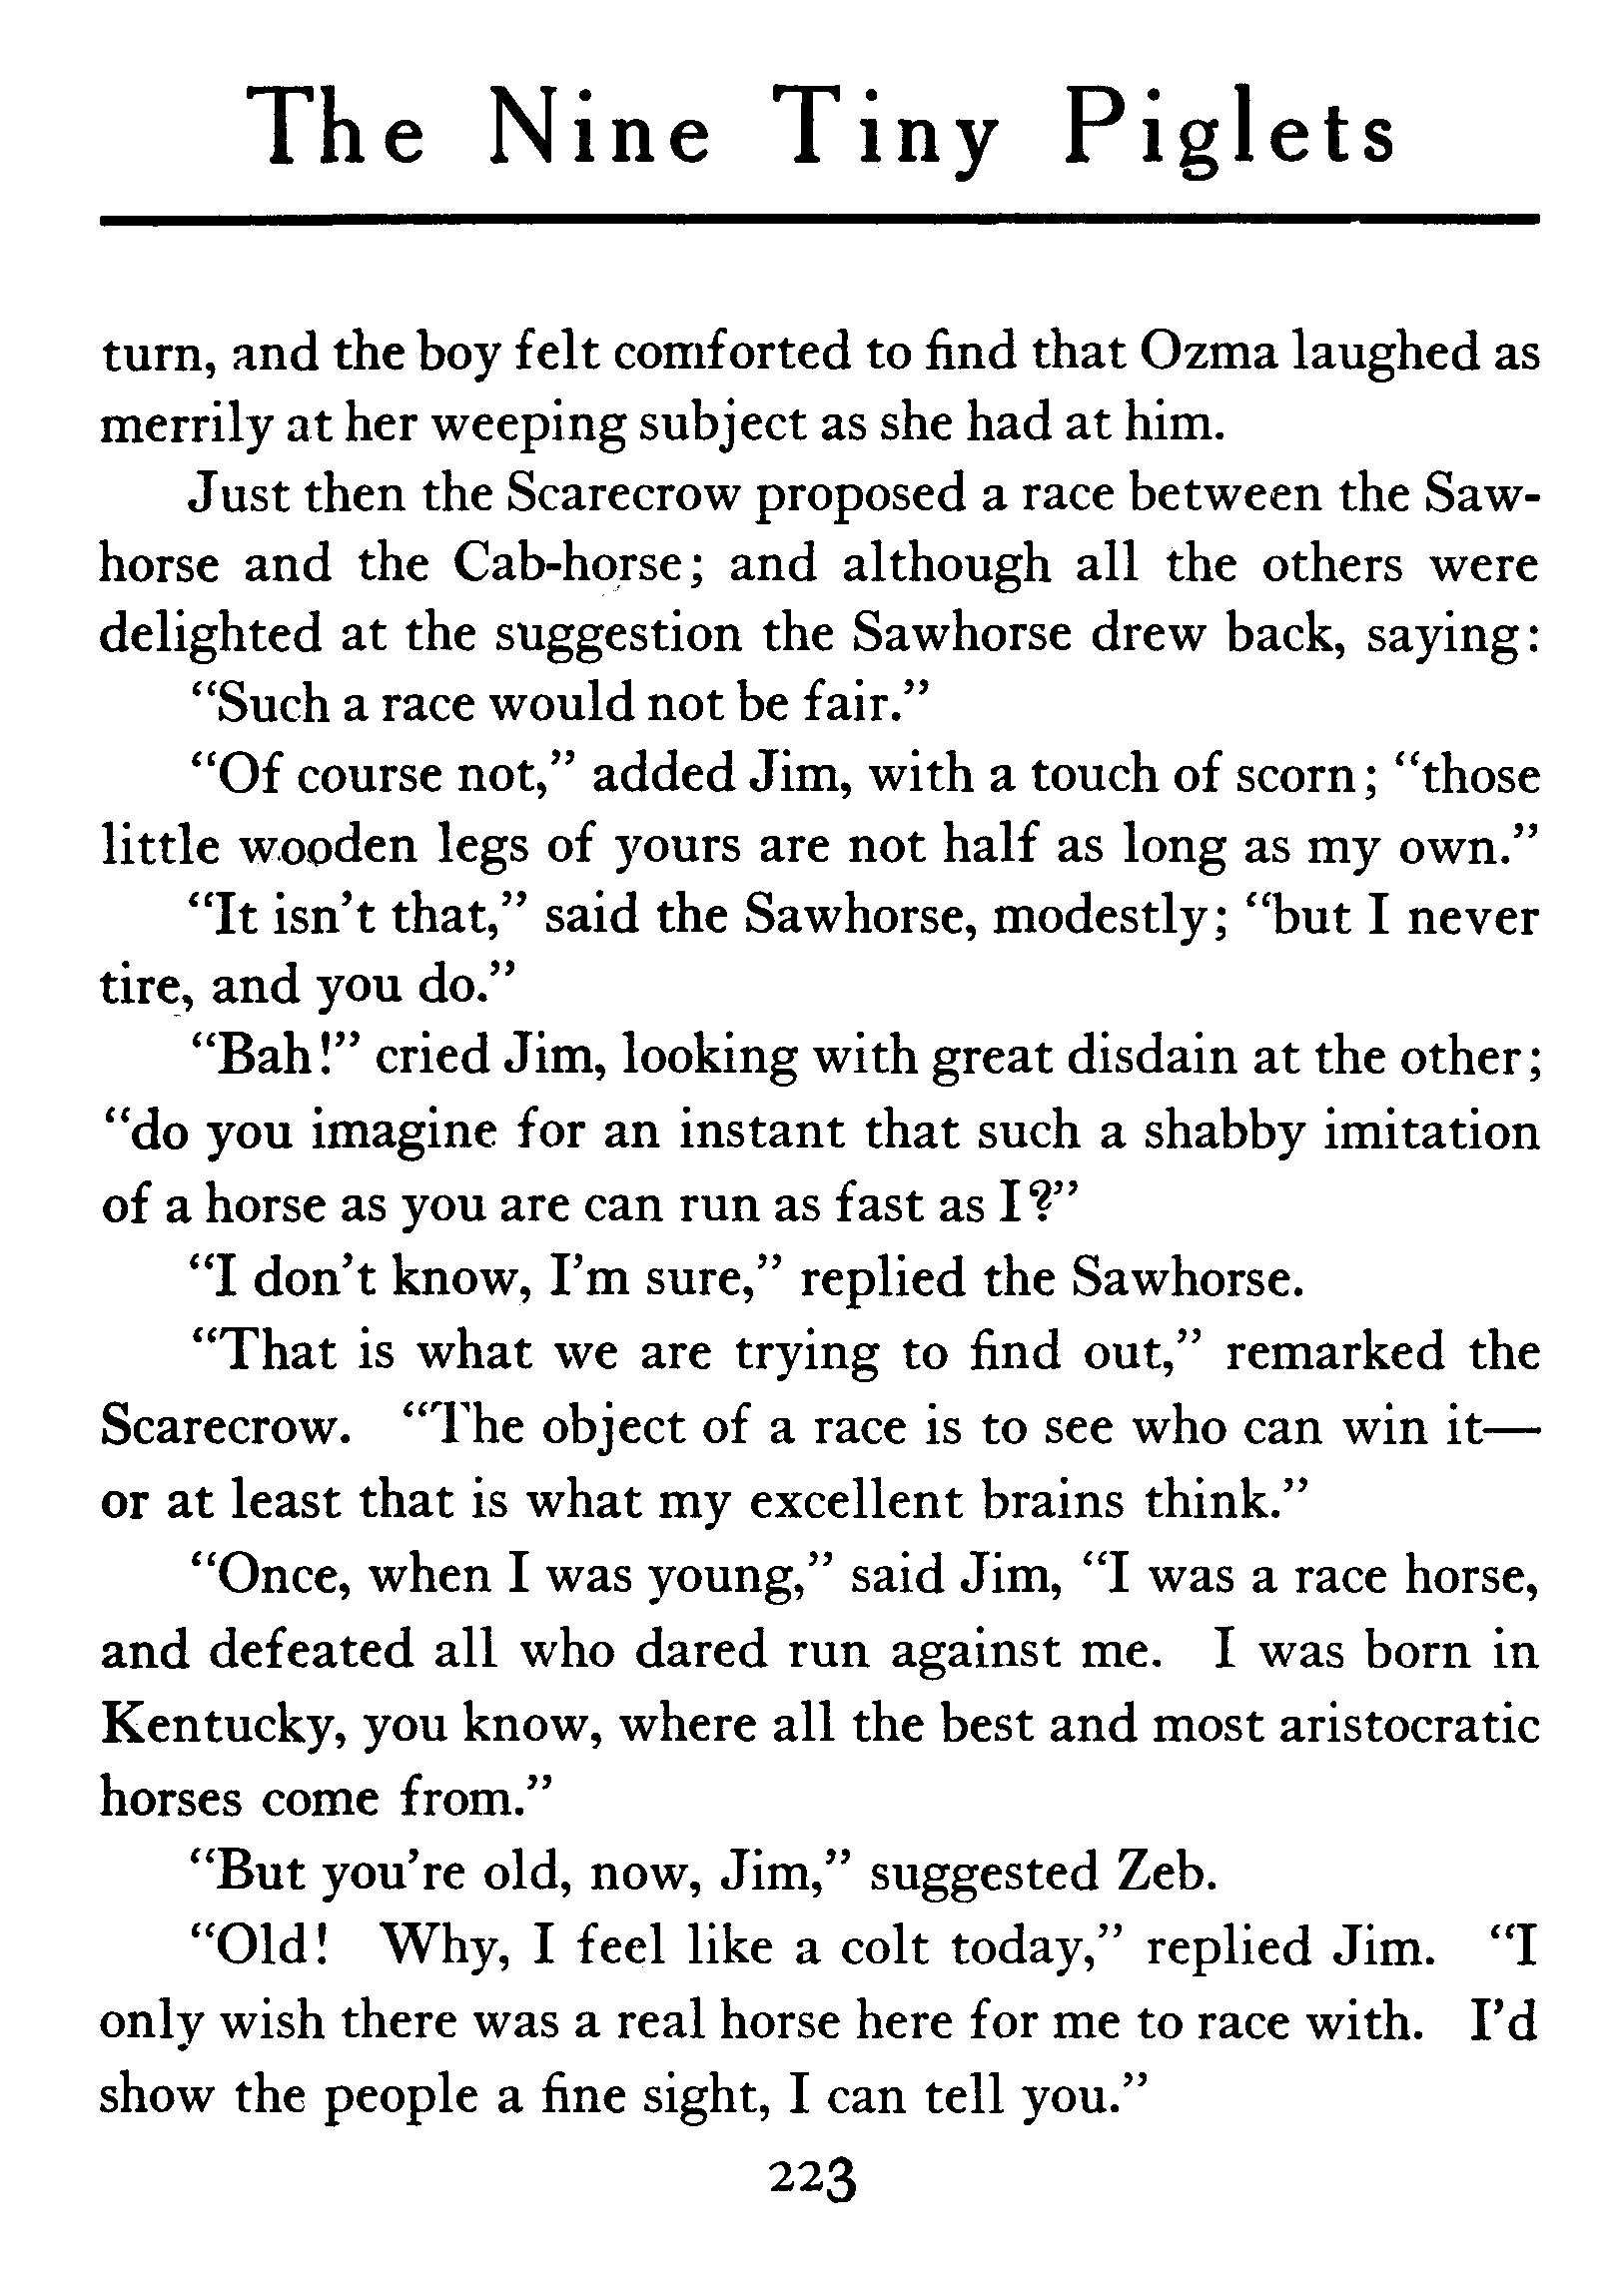 The Nine Tiny Piglets
turn, and the boy felt comforted to find that Ozma laughed as
merrily at her weeping subject as she had at him.
Just then the Scarecrow proposed a race between the Saw-
horse and the Cab-horse; and although all the others were
delighted at the suggestion the Sawhorse drew back, saying:
“Such a race would not be fair.”
“Of course not,” added Jim, with a touch of scorn; “those
little wooden legs of yours are not half as long as my own.”
“It isn’t that,” said the Sawhorse, modestly; “but I never
tire, and you do.”
“Bah!” cried Jim, looking with great disdain at the other;
“do you imagine for an instant that such a shabby imitation
of a horse as you are can run as fast as I?”
“I don’t know, I’m sure,” replied the Sawhorse.
“That is what we are trying to find out,” remarked the
Scarecrow. “The object of a race is to see who can win it—
or at least that is what my excellent brains think.”
“Once, when I was young,” said Jim, “I was a race horse,
and defeated all who dared run against me. I was born in
Kentucky, you know, where all the best and most aristocratic
horses come from.”
“But you’re old, now, Jim,” suggested Zeb.
“Old! Why, I feel like a colt today,” replied Jim. “I
only wish there was a real horse here for me to race with. I’d
show the people a fine sight, I can tell you.”
223